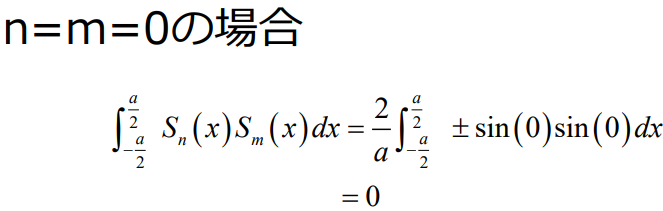 n=m=0の場合
∫_{-a/2}^{a/2} S_n(x)S_m(x)dx = 2/a ∫_{-a/2}^{a/2} ±sin(0)sin(0)dx
= 0